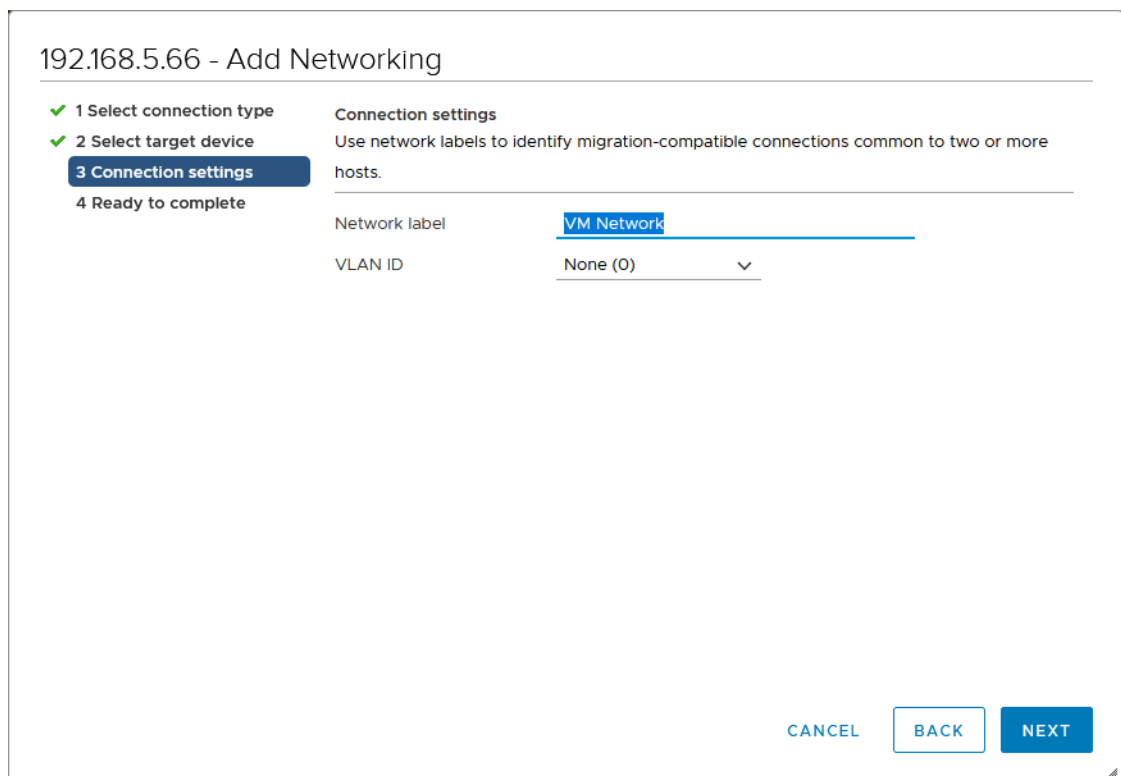 192.168.5.66 - Add Networking
1 Select connection type
2 Select target device
3 Connection settings
4 Ready to complete
Connection settings
Use network labels to identify migration-compatible connections common to two or more
hosts.
Network label VM Network
VLAN ID None (0)
CANCEL BACK NEXT